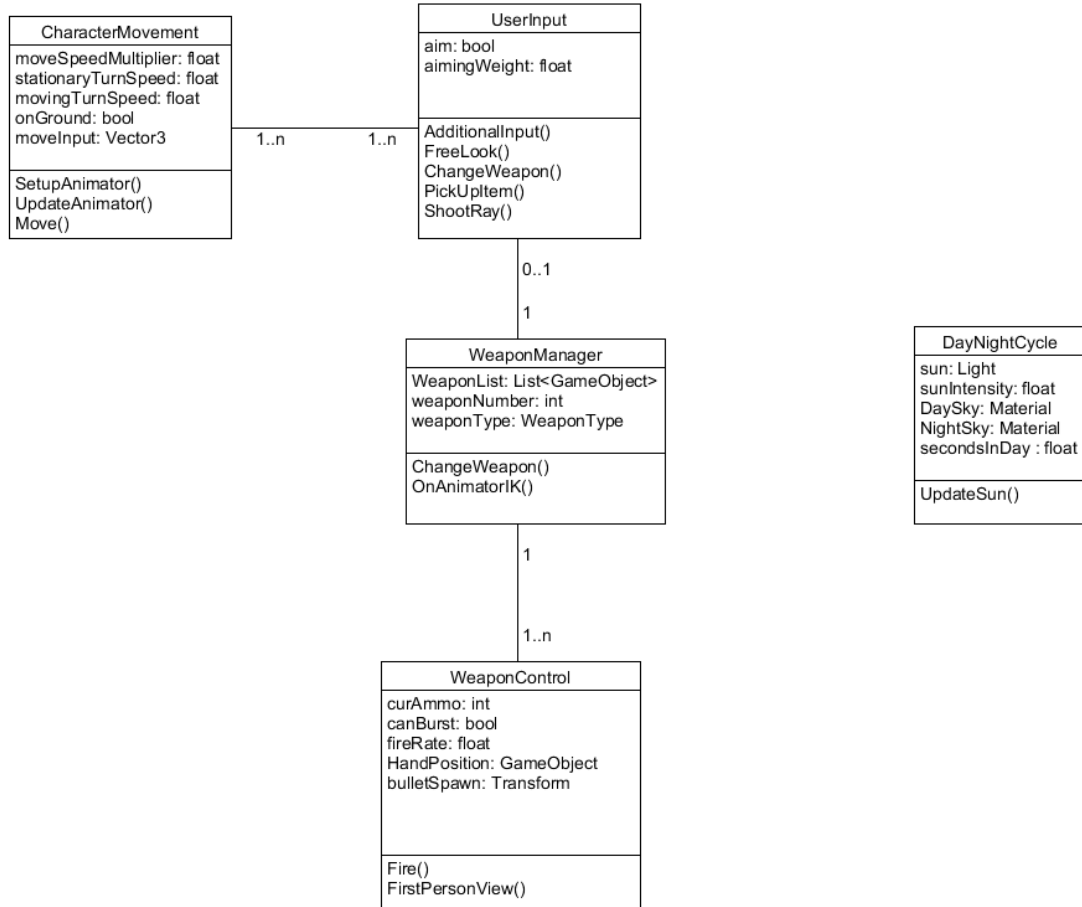 CharacterMovement
moveSpeedMultiplier: float
stationaryTurnSpeed: float
movingTurnSpeed: float
onGround: bool
moveInput: Vector3
SetupAnimator()
UpdateAnimator()
Move()
1..n
1..n
UserInput
aim: bool
aimingWeight: float
AdditionalInput()
FreeLook()
ChangeWeapon()
PickUpItem()
ShootRay()
0..1
1
WeaponManager
WeaponList: List<GameObject>
weaponNumber: int
weaponType: WeaponType
ChangeWeapon()
OnAnimatorIK()
DayNightCycle
sun: Light
sunIntensity: float
DaySky: Material
NightSky: Material
secondsInDay : float
UpdateSun()
1
1..n
WeaponControl
curAmmo: int
canBurst: bool
fireRate: float
HandPosition: GameObject
bulletSpawn: Transform
Fire()
FirstPersonView()